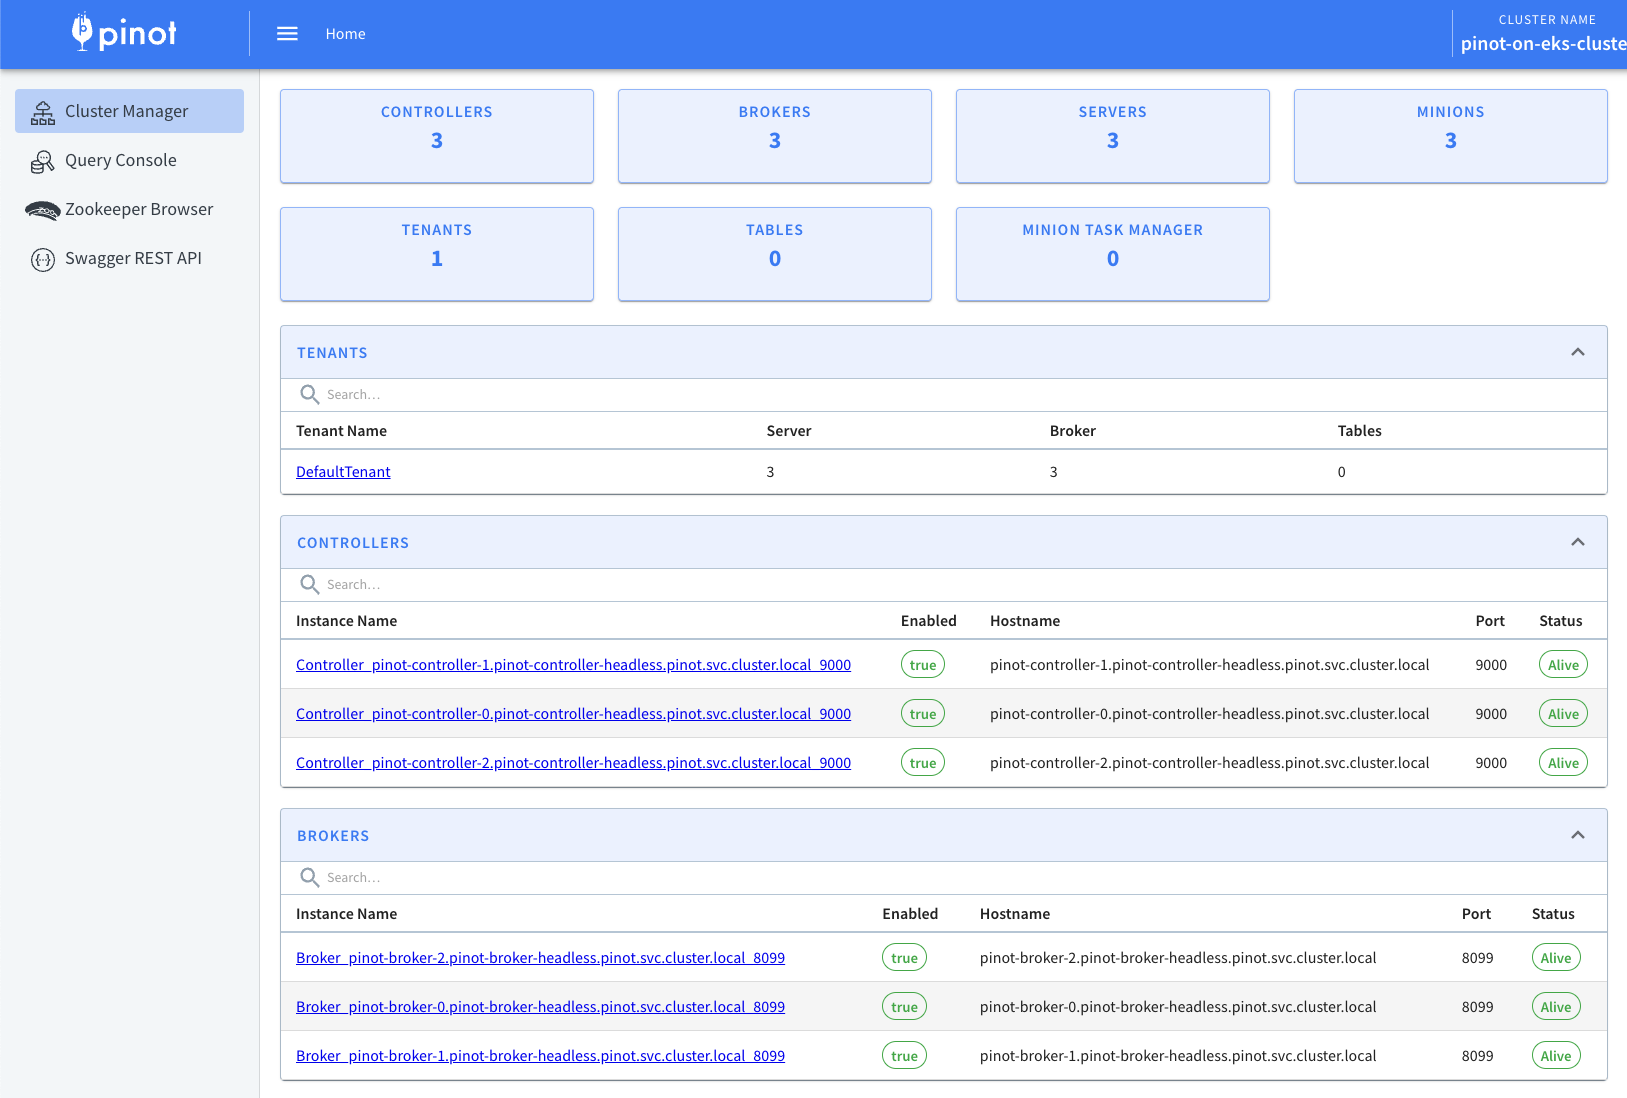 pinot
Home
CLUSTER NAME
pinot-on-eks-cluste
Cluster Manager
Query Console
Zookeeper Browser
Swagger REST API
CONTROLLERS
3
BROKERS
3
SERVERS
3
MINIONS
3
TENANTS
1
TABLES
0
MINION TASK MANAGER
0
TENANTS
Search...
Tenant Name Server Broker Tables
DefaultTenant 3 3 0
CONTROLLERS
Search...
Instance Name Enabled Hostname Port Status
Controller_pinot-controller-1.pinot-controller-headless.pinot.svc.cluster.local_9000 true pinot-controller-1.pinot-controller-headless.pinot.svc.cluster.local 9000 Alive
Controller_pinot-controller-0.pinot-controller-headless.pinot.svc.cluster.local_9000 true pinot-controller-0.pinot-controller-headless.pinot.svc.cluster.local 9000 Alive
Controller_pinot-controller-2.pinot-controller-headless.pinot.svc.cluster.local_9000 true pinot-controller-2.pinot-controller-headless.pinot.svc.cluster.local 9000 Alive
BROKERS
Search...
Instance Name Enabled Hostname Port Status
Broker_pinot-broker-2.pinot-broker-headless.pinot.svc.cluster.local_8099 true pinot-broker-2.pinot-broker-headless.pinot.svc.cluster.local 8099 Alive
Broker_pinot-broker-0.pinot-broker-headless.pinot.svc.cluster.local_8099 true pinot-broker-0.pinot-broker-headless.pinot.svc.cluster.local 8099 Alive
Broker_pinot-broker-1.pinot-broker-headless.pinot.svc.cluster.local_8099 true pinot-broker-1.pinot-broker-headless.pinot.svc.cluster.local 8099 Alive